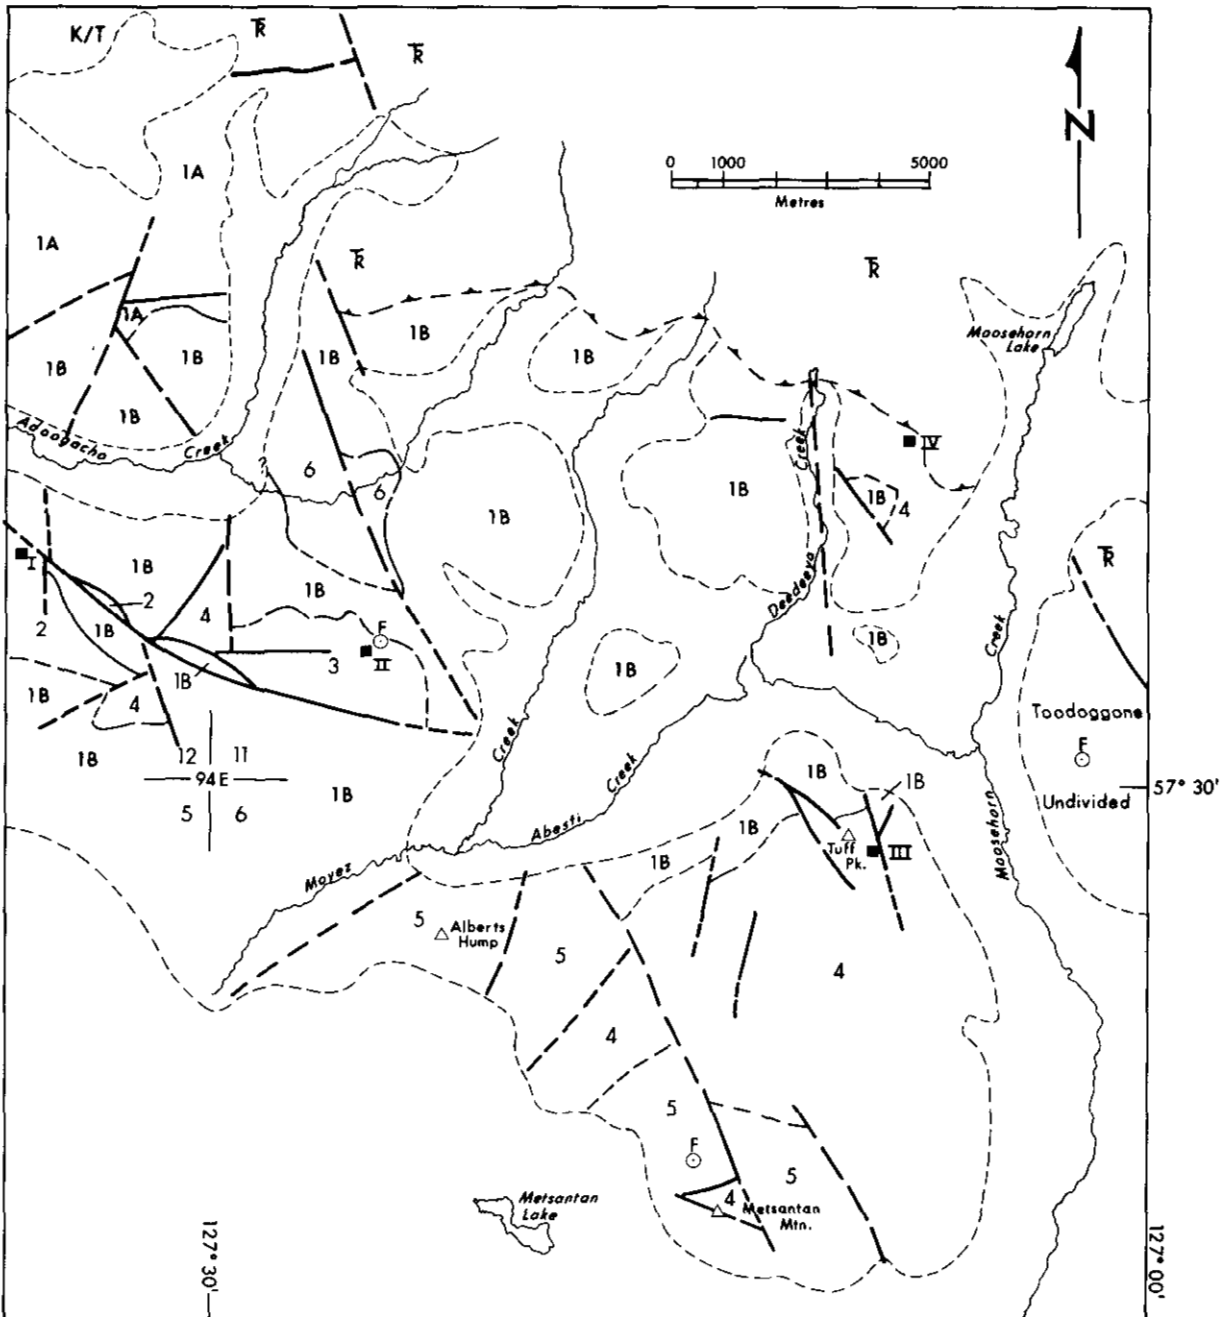 K/T
TR
TR
N
0 1000 5000
Metres
1A
1A
TR
TR
Moosehorn
Lake
1A
1B
1B
1B
1B
1B
1B
Adoogacho
Creek
6
6
1B
1B
Creek
IV
1B
4
I
1B
2
2
1B
4
1B
F
3
II
1B
1B
4
1B
12 11
94E
5 6
1B
1B
Deedeeya
1B
Creek
TR
Toodoggone
F
Undivided
57° 30'
Creek
Creek
Abesti
Moyez
1B
1B
1B
1B
Tuff
Pk.
III
Moosehorn
5
Alberts
Hump
5
4
4
5
F
5
4
Metsantan
Mtn.
Metsantan
Lake
127° 30'
127° 00'